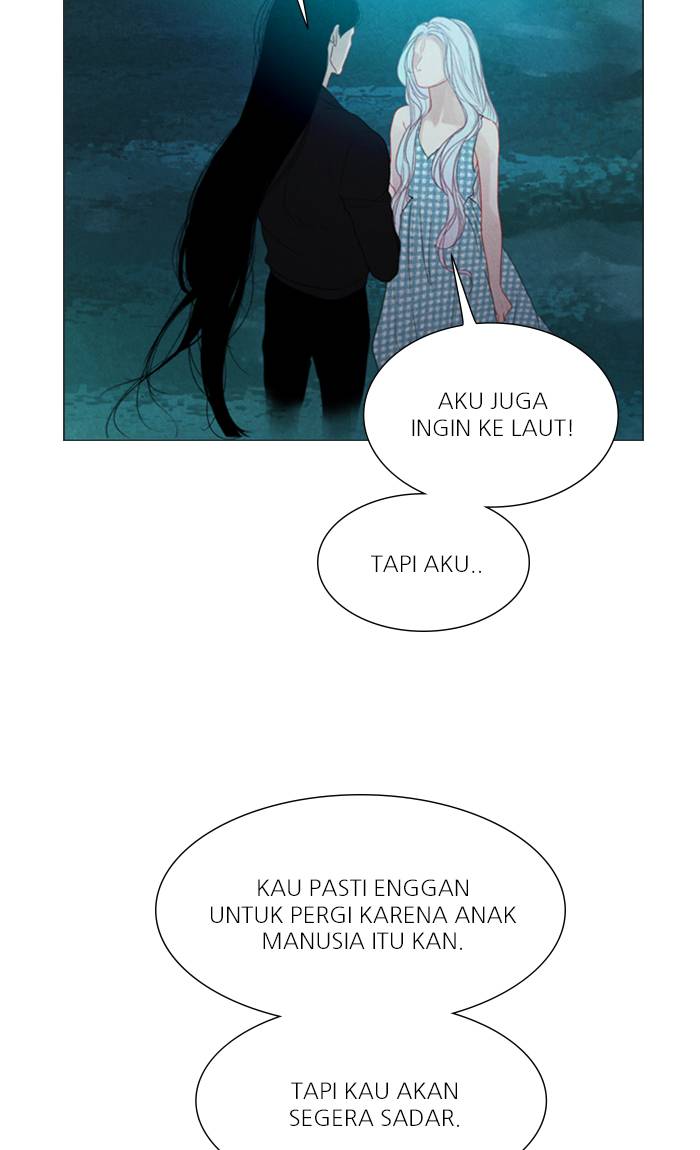 AKU JUGA
INGIN KE LAUT!
TAPI AKU..
KAU PASTI ENGGAN
UNTUK PERGI KARENA ANAK
MANUSIA ITU KAN.
TAPI KAU AKAN
SEGERA SADAR.